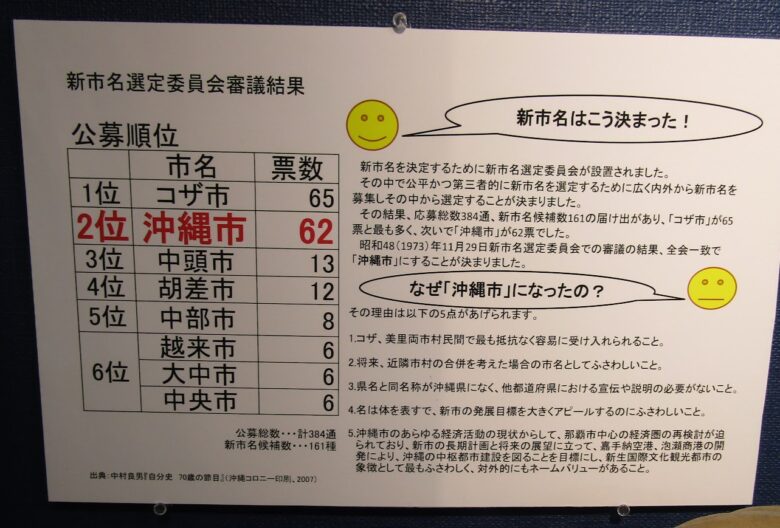 新市名選定委員会審議結果
公募順位
市名 票数
1位 コザ市 65
2位 沖縄市 62
3位 中頭市 13
4位 胡差市 12
5位 中部市 8
6位 越来市 6
大中市 6
中央市 6
公募総数・・・計384通
新市名候補数・・・161種
出典:中村良男『自分史 70歳の節目』(沖縄コロニー印刷、2007)
新市名はこう決まった!
新市名を決定するために新市名選定委員会が設置されました。
その中で公平かつ第三者的に新市名を選定するために広く内外から新市名を
募集しその中から選定することが決まりました。
その結果、応募総数384通、新市名候補数161の届け出があり、「コザ市」が65
票と最も多く、次いで「沖縄市」が62票でした。
昭和48(1973)年11月29日新市名選定委員会での審議の結果、全会一致で
「沖縄市」にすることが決まりました。
なぜ「沖縄市」になったの?
その理由は以下の5点があげられます。
1.コザ、美里両市村民間で最も抵抗なく容易に受け入れられること。
2.将来、近隣市村の合併を考えた場合の市名としてふさわしいこと。
3.県名と同名称が沖縄県になく、他都道府県における宣伝や説明の必要がないこと。
4.名は体を表すで、新市の発展目標を大きくアピールするのにふさわしいこと。
5.沖縄市のあらゆる経済活動の現状からして、那覇市中心の経済圏の再検討が迫
られており、新市の長期計画と将来の展望に立って、嘉手納空港、泡瀬商港の開
発により、沖縄の中枢都市建設を図ることを目標にし、新生国際文化観光都市の
象徴として最もふさわしく、対外的にもネームバリューがあること。